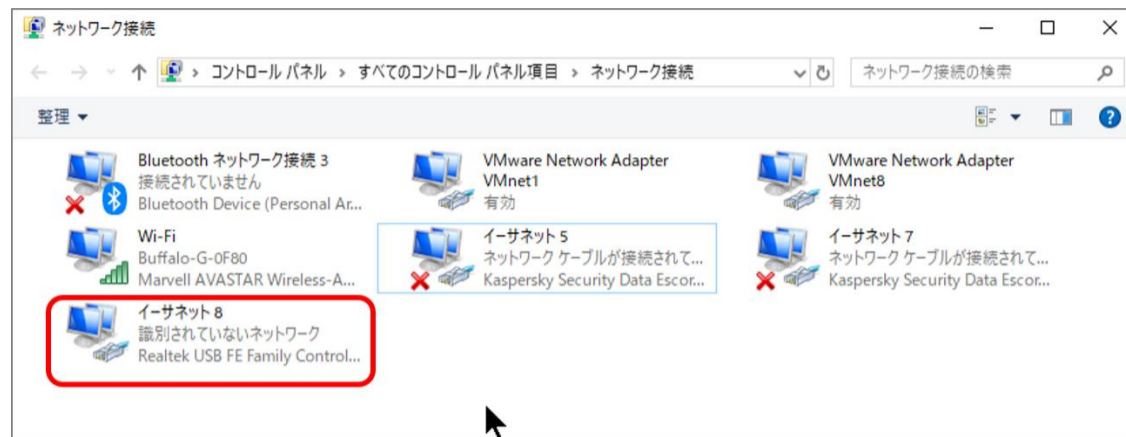 ネットワーク接続
コントロール パネル › すべてのコントロール パネル項目 › ネットワーク接続
ネットワーク接続の検索
整理
Bluetooth ネットワーク接続 3
接続されていません
Bluetooth Device (Personal Ar...
VMware Network Adapter
VMnet1
有効
VMware Network Adapter
VMnet8
有効
Wi-Fi
Buffalo-G-0F80
Marvell AVASTAR Wireless-A...
イーサネット 5
ネットワーク ケーブルが接続されて...
Kaspersky Security Data Escor...
イーサネット 7
ネットワーク ケーブルが接続されて...
Kaspersky Security Data Escor...
イーサネット 8
識別されていないネットワーク
Realtek USB FE Family Control...